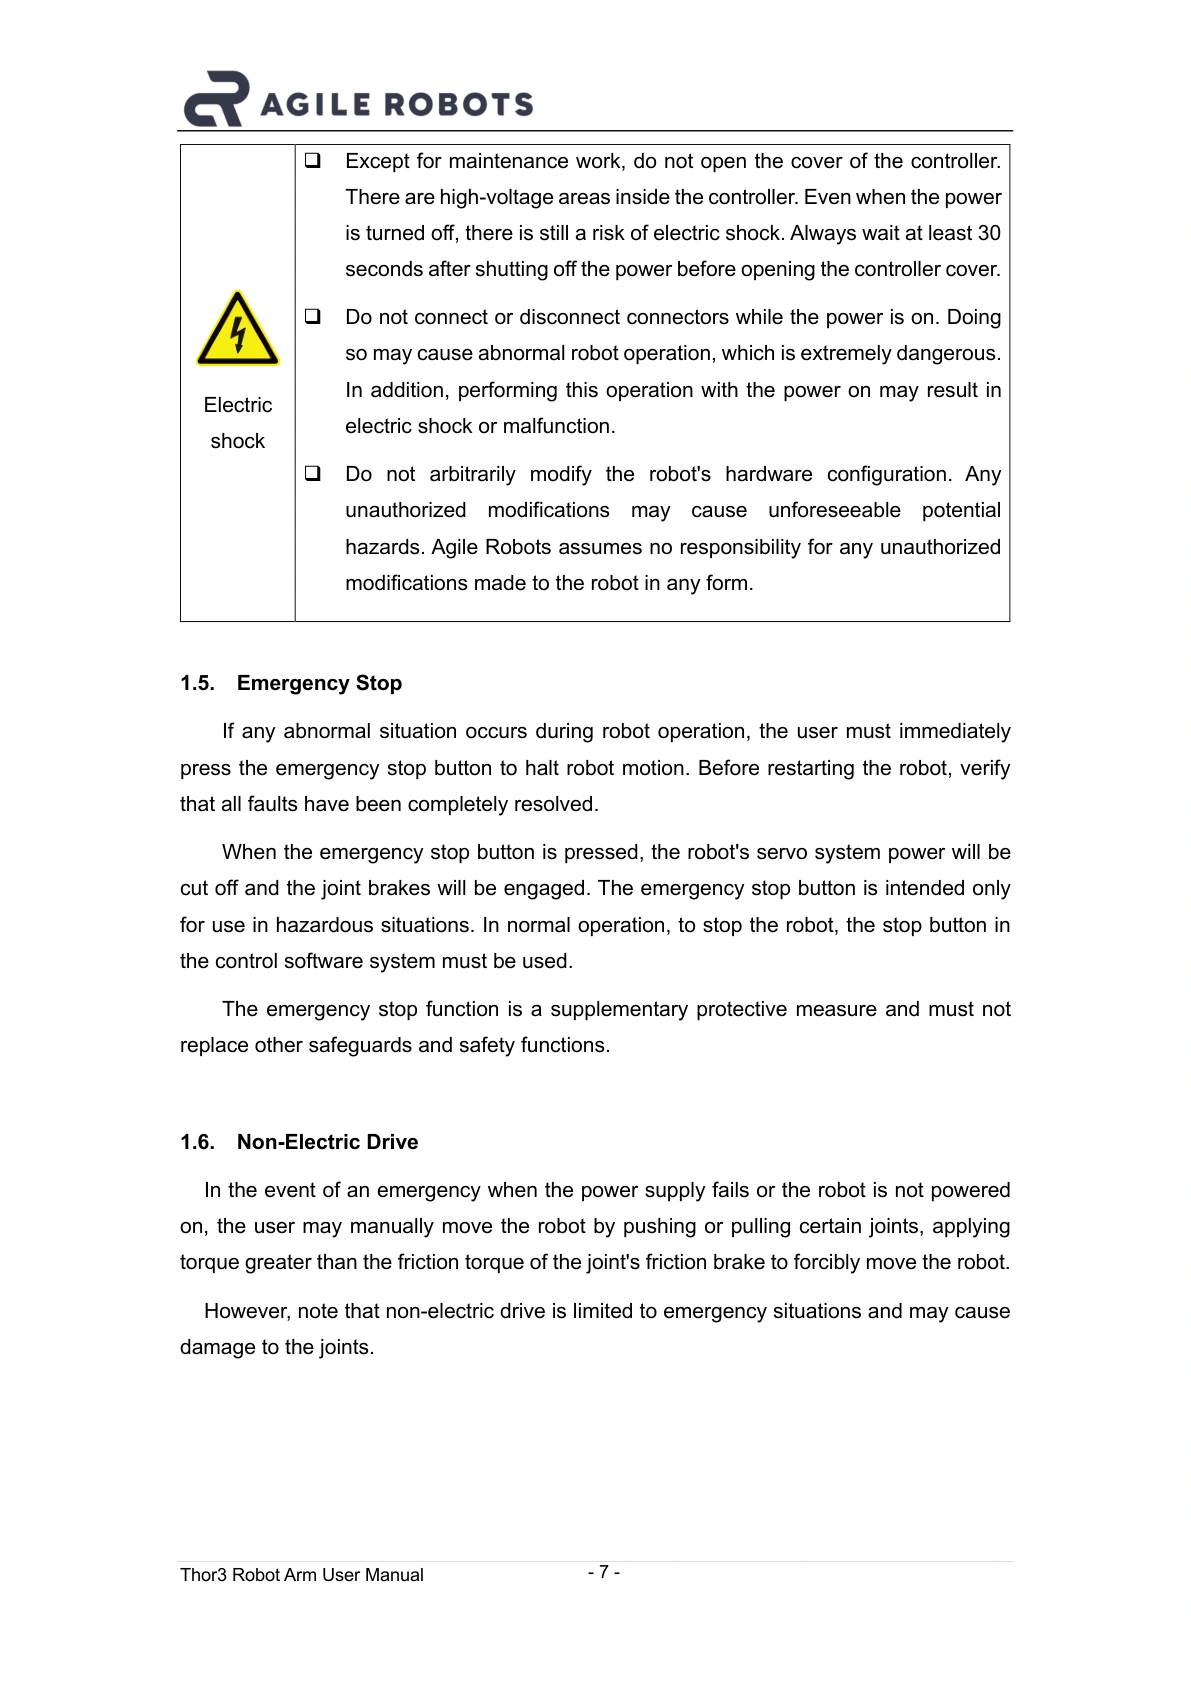 AGILE ROBOTS
Electric
shock
❑ Except for maintenance work, do not open the cover of the controller.
There are high-voltage areas inside the controller. Even when the power
is turned off, there is still a risk of electric shock. Always wait at least 30
seconds after shutting off the power before opening the controller cover.
❑ Do not connect or disconnect connectors while the power is on. Doing
so may cause abnormal robot operation, which is extremely dangerous.
In addition, performing this operation with the power on may result in
electric shock or malfunction.
❑ Do not arbitrarily modify the robot's hardware configuration. Any
unauthorized modifications may cause unforeseeable potential
hazards. Agile Robots assumes no responsibility for any unauthorized
modifications made to the robot in any form.
1.5. Emergency Stop
If any abnormal situation occurs during robot operation, the user must immediately
press the emergency stop button to halt robot motion. Before restarting the robot, verify
that all faults have been completely resolved.
When the emergency stop button is pressed, the robot's servo system power will be
cut off and the joint brakes will be engaged. The emergency stop button is intended only
for use in hazardous situations. In normal operation, to stop the robot, the stop button in
the control software system must be used.
The emergency stop function is a supplementary protective measure and must not
replace other safeguards and safety functions.
1.6. Non-Electric Drive
In the event of an emergency when the power supply fails or the robot is not powered
on, the user may manually move the robot by pushing or pulling certain joints, applying
torque greater than the friction torque of the joint's friction brake to forcibly move the robot.
However, note that non-electric drive is limited to emergency situations and may cause
damage to the joints.
Thor3 Robot Arm User Manual
- 7 -